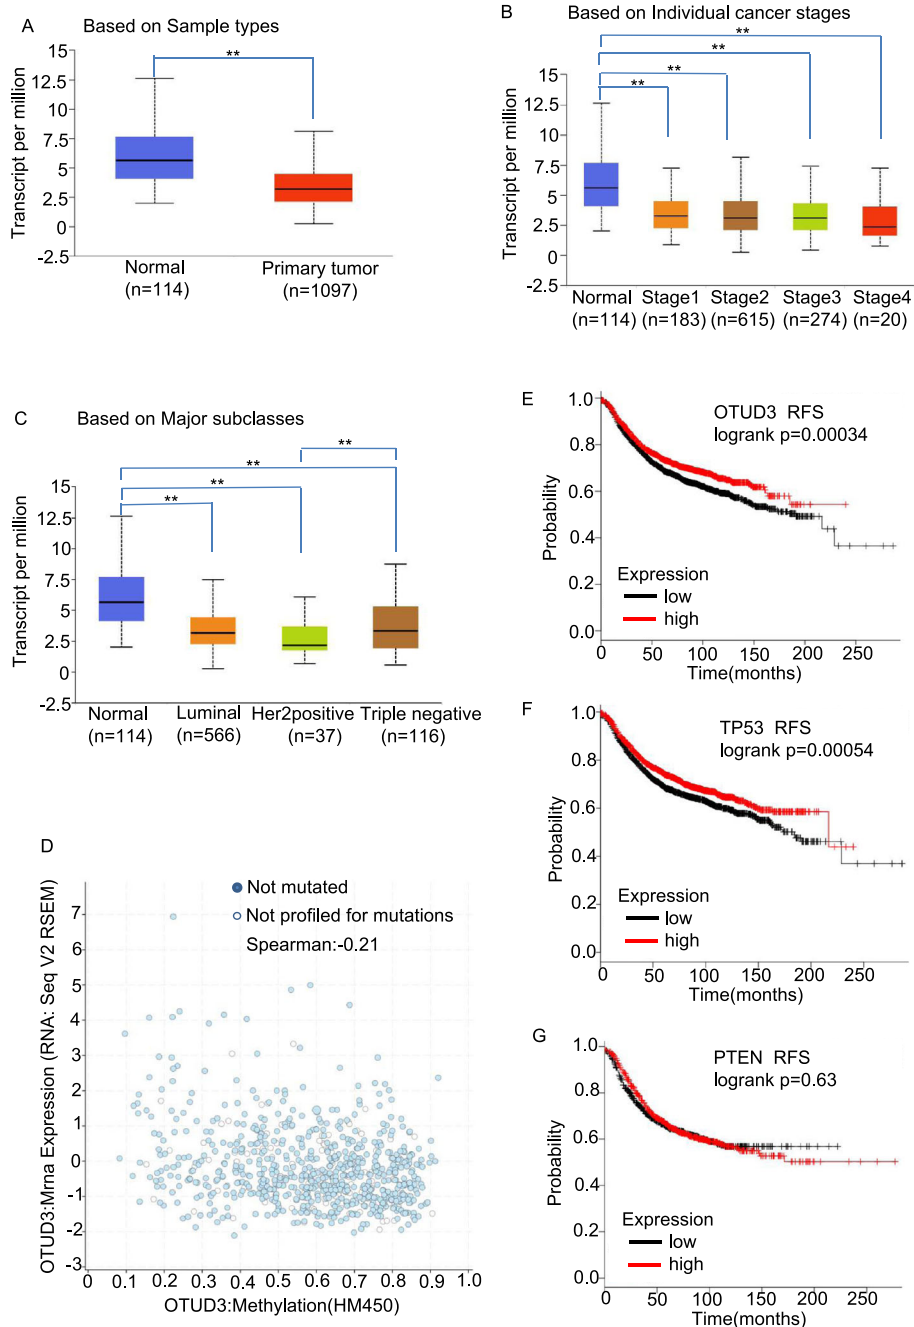 A Based on Sample types
Transcript per million
15
12.5
10
7.5
5
2.5
0
-2.5
**
Normal
(n=114)
Primary tumor
(n=1097)
B Based on Individual cancer stages
Transcript per million
15
12.5
10
7.5
5
2.5
0
-2.5
**
**
**
**
Normal Stage1 Stage2 Stage3 Stage4
(n=114) (n=183) (n=615) (n=274) (n=20)
C Based on Major subclasses
Transcript per million
15
12.5
10
7.5
5
2.5
0
-2.5
**
**
**
**
Normal Luminal Her2positive Triple negative
(n=114) (n=566) (n=37) (n=116)
D
OTUD3:Mrna Expression (RNA: Seq V2 RSEM)
Not mutated
Not profiled for mutations
Spearman:-0.21
7
6
5
4
3
2
1
0
-1
-2
-3
0 0.1 0.2 0.3 0.4 0.5 0.6 0.7 0.8 0.9 1.0
OTUD3:Methylation(HM450)
E
OTUD3 RFS
logrank p=0.00034
Probability
1.0
0.8
0.6
0.4
0.2
0.0
Expression
low
high
0 50 100 150 200 250
Time(months)
F
TP53 RFS
logrank p=0.00054
Probability
1.0
0.8
0.6
0.4
0.2
0.0
Expression
low
high
0 50 100 150 200 250
Time(months)
G
PTEN RFS
logrank p=0.63
Probability
1.0
0.8
0.6
0.4
0.2
0.0
Expression
low
high
0 50 100 150 200 250
Time(months)